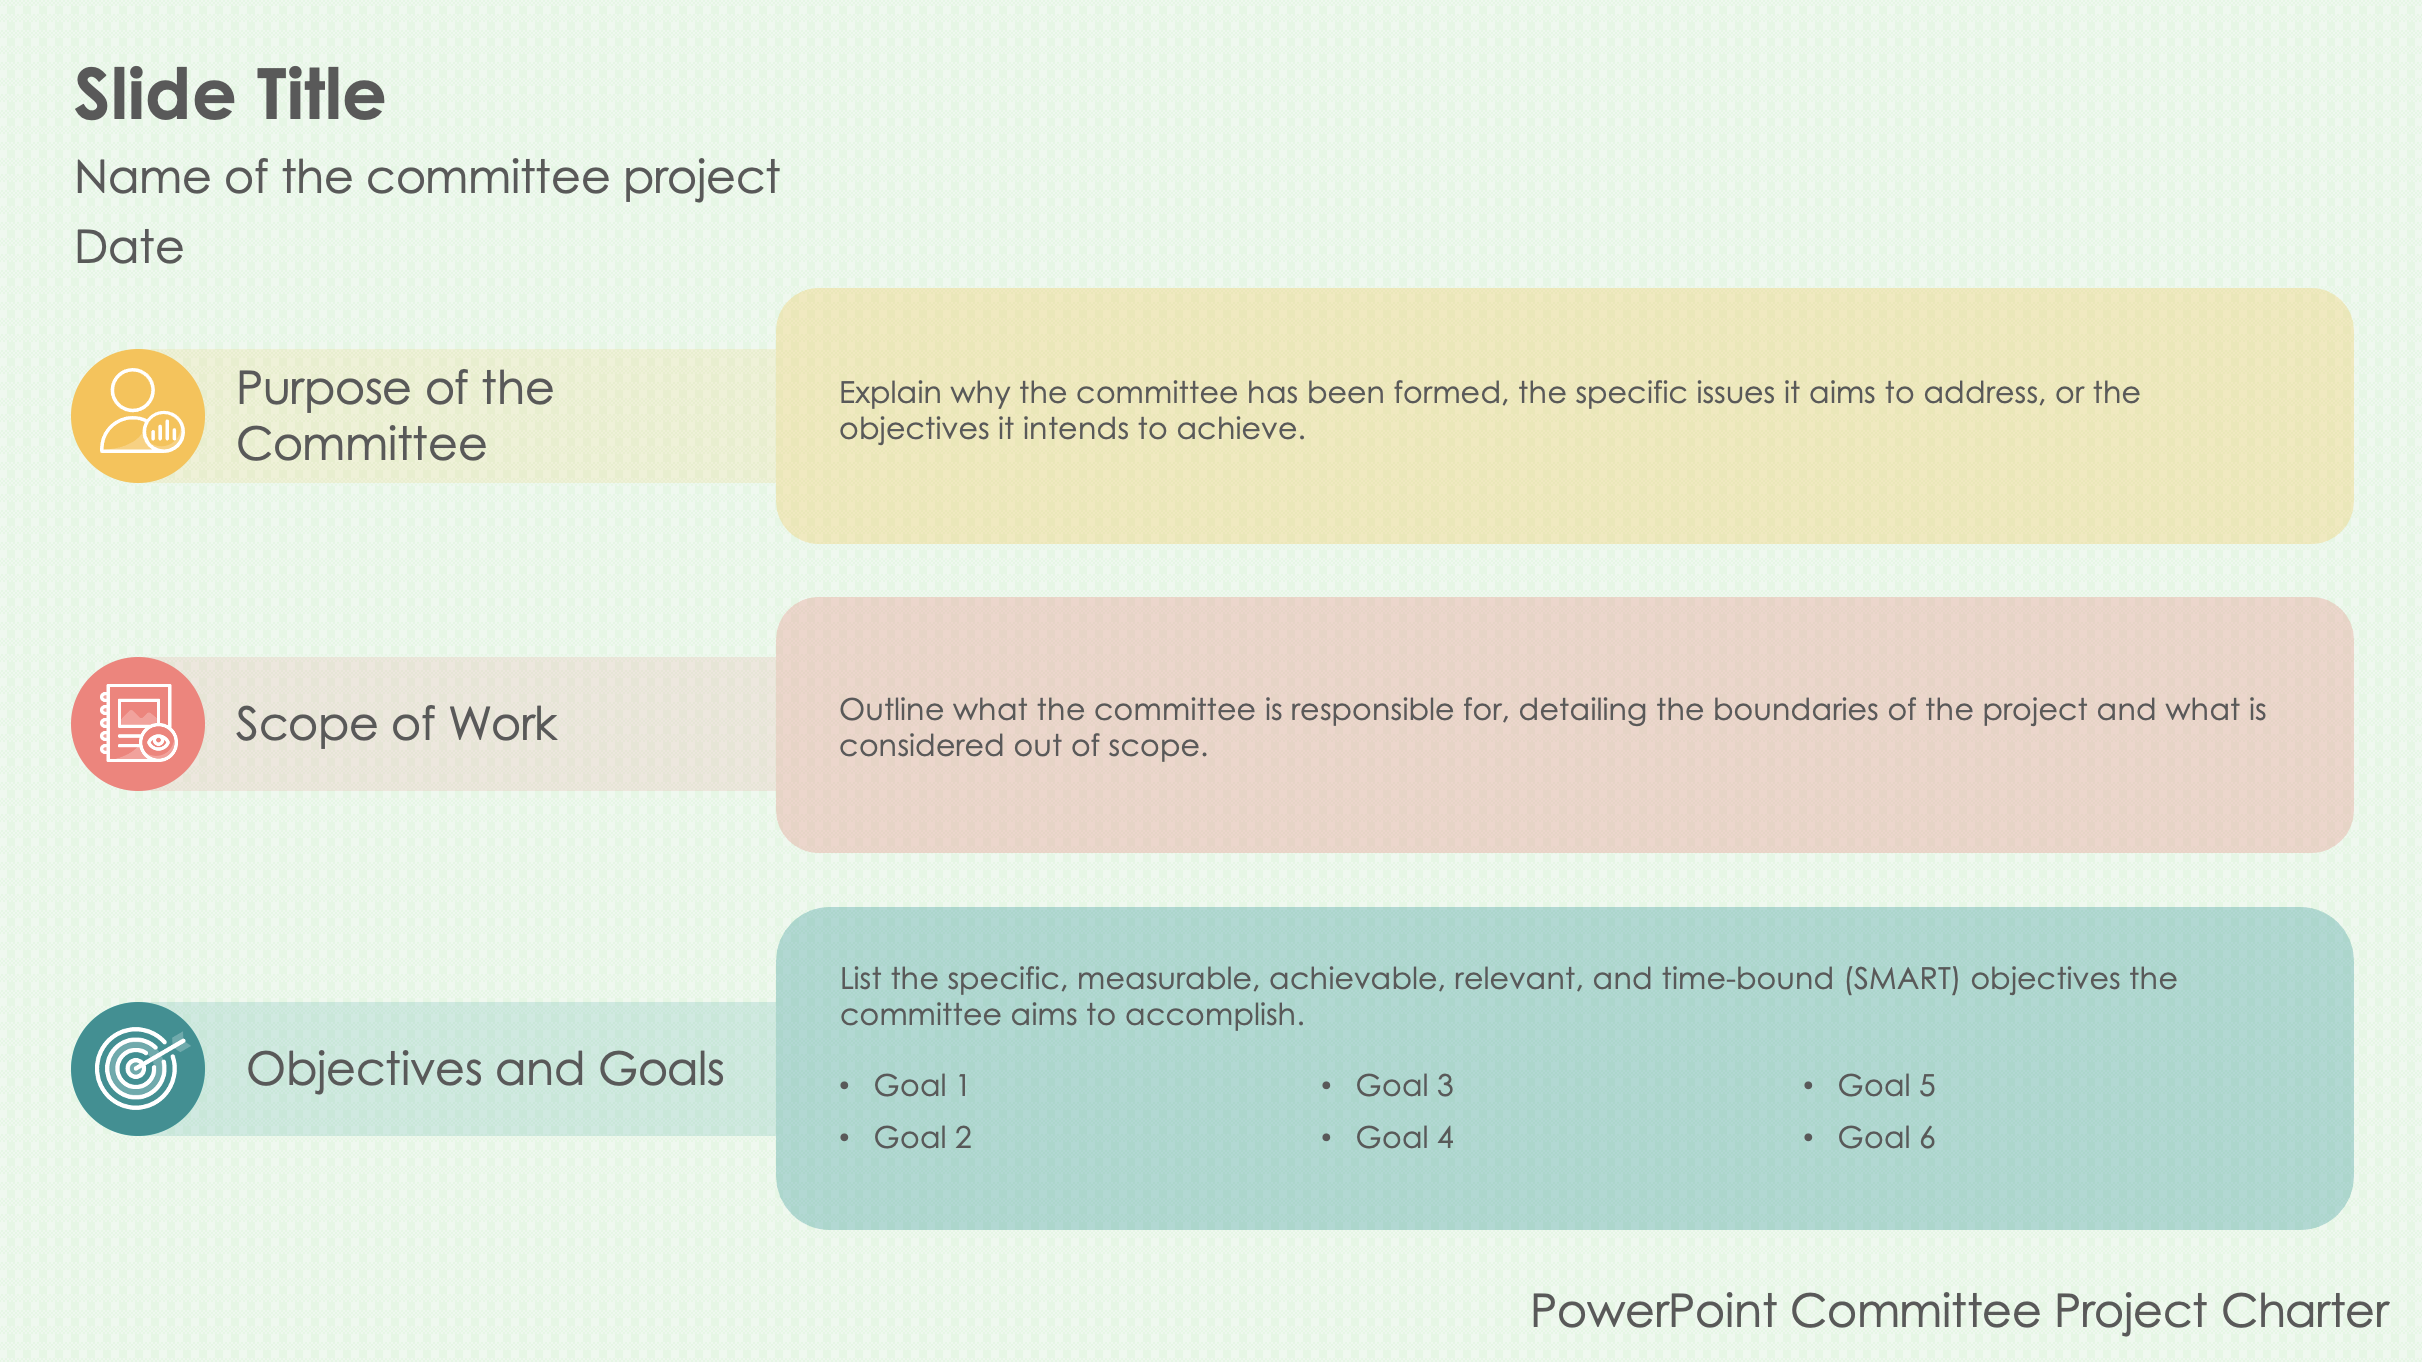 Slide Title
Name of the committee project
Date
Purpose of the
Committee
Explain why the committee has been formed, the specific issues it aims to address, or the
objectives it intends to achieve.
Scope of Work
Outline what the committee is responsible for, detailing the boundaries of the project and what is
considered out of scope.
Objectives and Goals
List the specific, measurable, achievable, relevant, and time-bound (SMART) objectives the
committee aims to accomplish.
• Goal 1
• Goal 2
• Goal 3
• Goal 4
• Goal 5
• Goal 6
PowerPoint Committee Project Charter